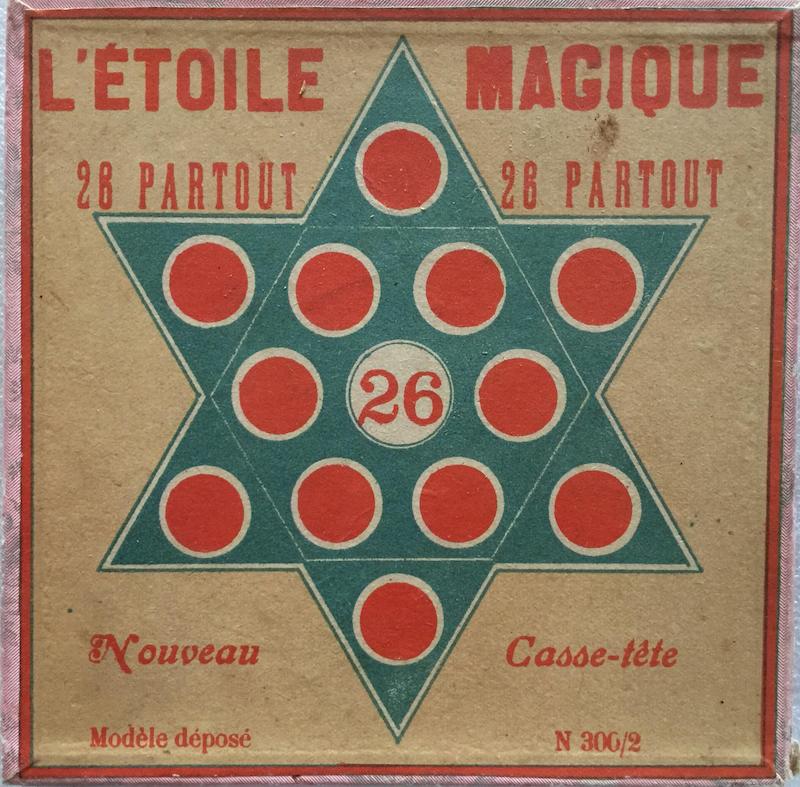 L'ÉTOILE MAGIQUE
26 PARTOUT 26 PARTOUT
26
Nouveau Casse-tête
Modèle déposé N 300/2